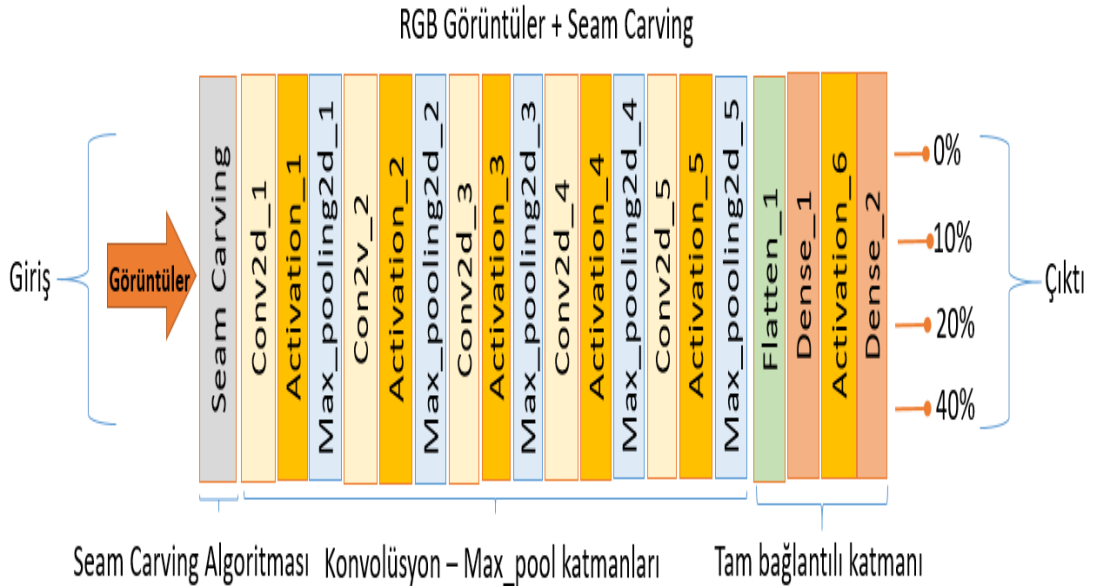 RGB Görüntüler + Seam Carving
Giriş
Görüntüler
Seam Carving
Conv2d_1
Activation_1
Max_pooling2d_1
Con2v_2
Activation_2
Max_pooling2d_2
Conv2d_3
Activation_3
Max_pooling2d_3
Conv2d_4
Activation_4
Max_pooling2d_4
Conv2d_5
Activation_5
Max_pooling2d_5
Flatten_1
Dense_1
Activation_6
Dense_2
0%
10%
20%
40%
Çıktı
Seam Carving Algoritması
Konvolüsyon – Max_pool katmanları
Tam bağlantılı katmanı